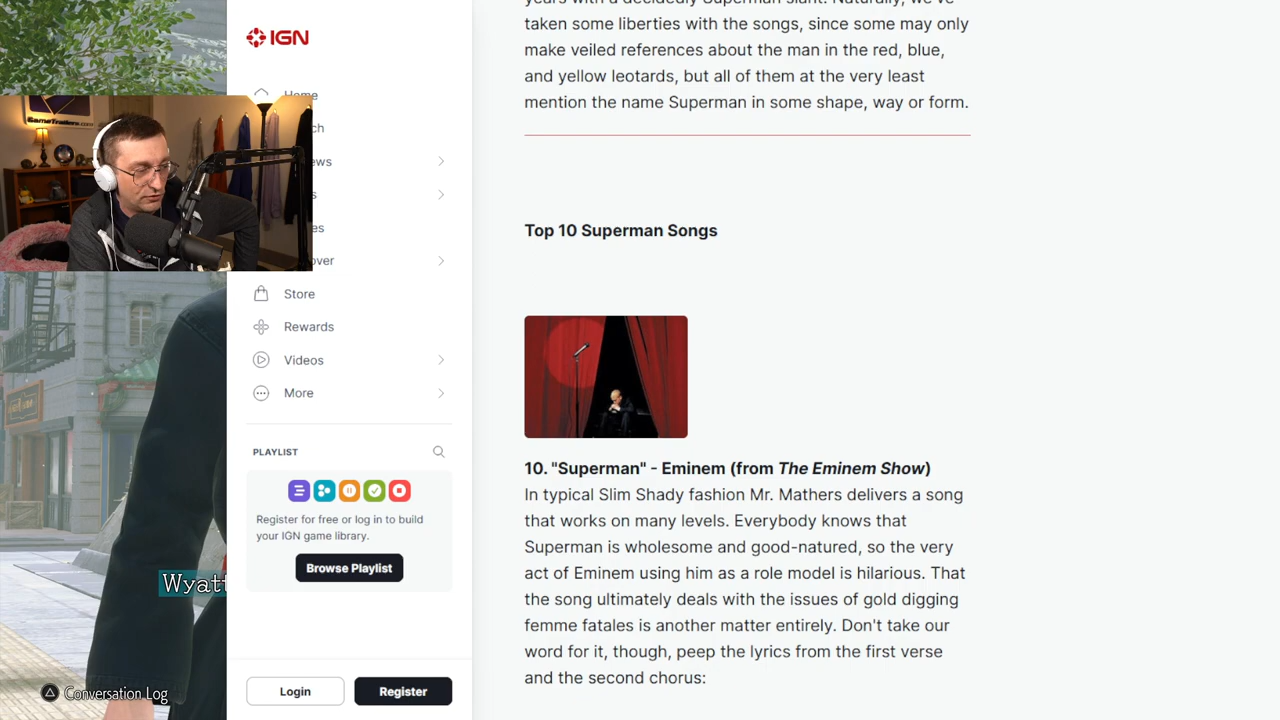 years with a decidedly Superman slant. Naturally, we've
taken some liberties with the songs, since some may only
make veiled references about the man in the red, blue,
and yellow leotards, but all of them at the very least
mention the name Superman in some shape, way or form.
IGN
Home
ch
ews
s
es
over
Store
Rewards
Videos
More
PLAYLIST
Register for free or log in to build
your IGN game library.
Browse Playlist
Login
Register
GameTrailers.com
Wyatt
Conversation Log
Top 10 Superman Songs
10. "Superman" - Eminem (from The Eminem Show)
In typical Slim Shady fashion Mr. Mathers delivers a song
that works on many levels. Everybody knows that
Superman is wholesome and good-natured, so the very
act of Eminem using him as a role model is hilarious. That
the song ultimately deals with the issues of gold digging
femme fatales is another matter entirely. Don't take our
word for it, though, peep the lyrics from the first verse
and the second chorus: